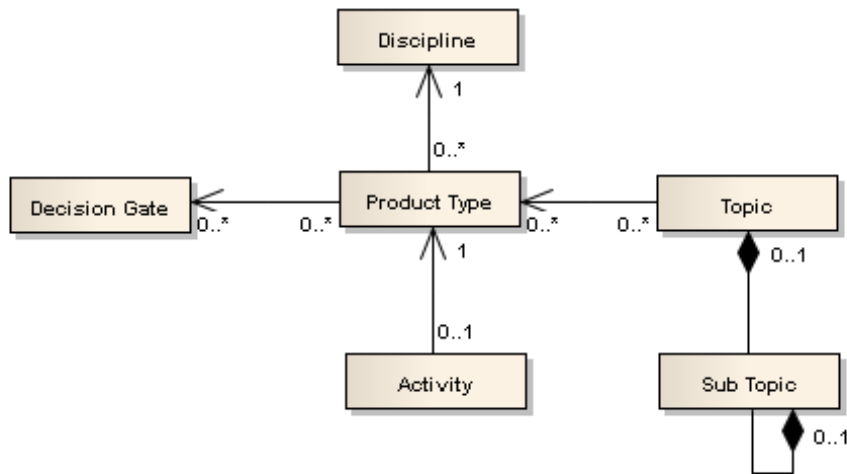 Discipline
1
0..*
Decision Gate
Product Type
Topic
0..*
0..*
0..*
0..*
1
0..1
0..1
Activity
Sub Topic
0..1